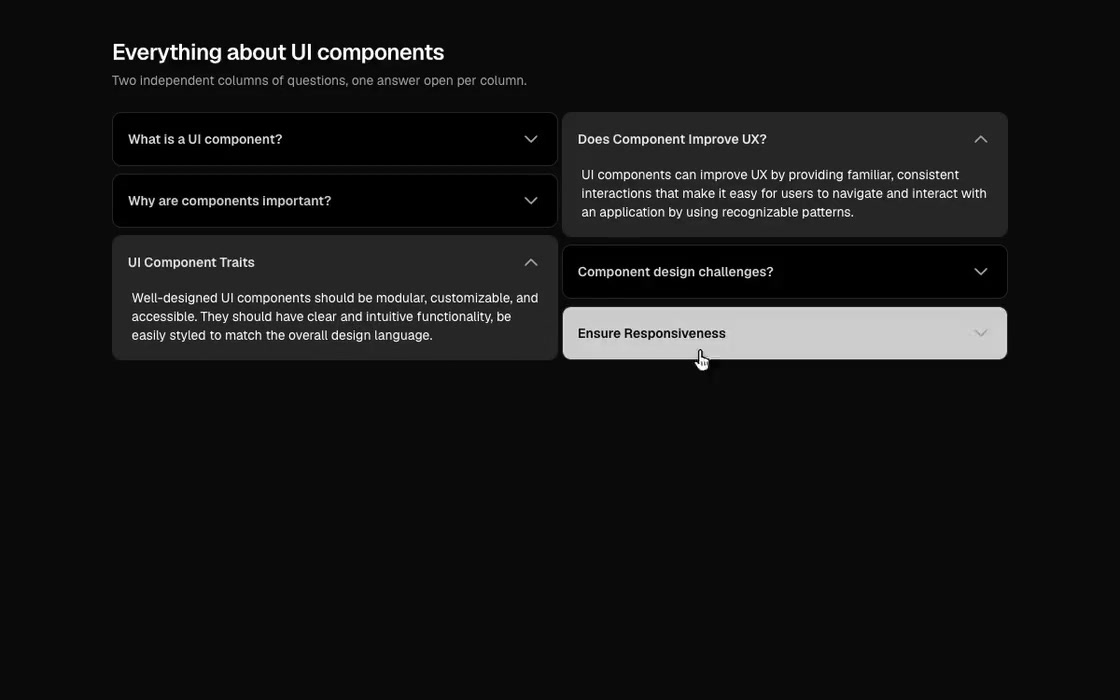 Everything about UI components
Two independent columns of questions, one answer open per column.
What is a UI component?
Why are components important?
UI Component Traits
Well-designed UI components should be modular, customizable, and
accessible. They should have clear and intuitive functionality, be
easily styled to match the overall design language.
Does Component Improve UX?
UI components can improve UX by providing familiar, consistent
interactions that make it easy for users to navigate and interact with
an application by using recognizable patterns.
Component design challenges?
Ensure Responsiveness